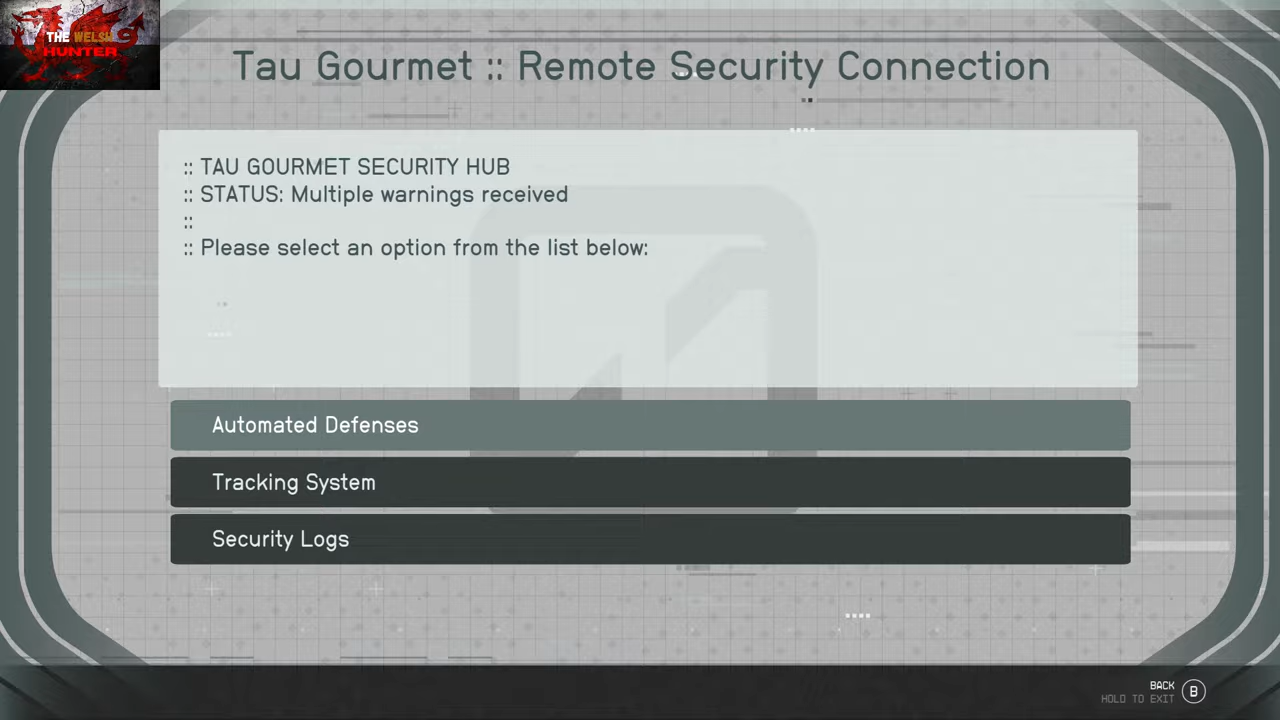 THE WELSH
HUNTER
Tau Gourmet :: Remote Security Connection
:: TAU GOURMET SECURITY HUB
:: STATUS: Multiple warnings received
::
:: Please select an option from the list below:
Automated Defenses
Tracking System
Security Logs
BACK
HOLD TO EXIT
B